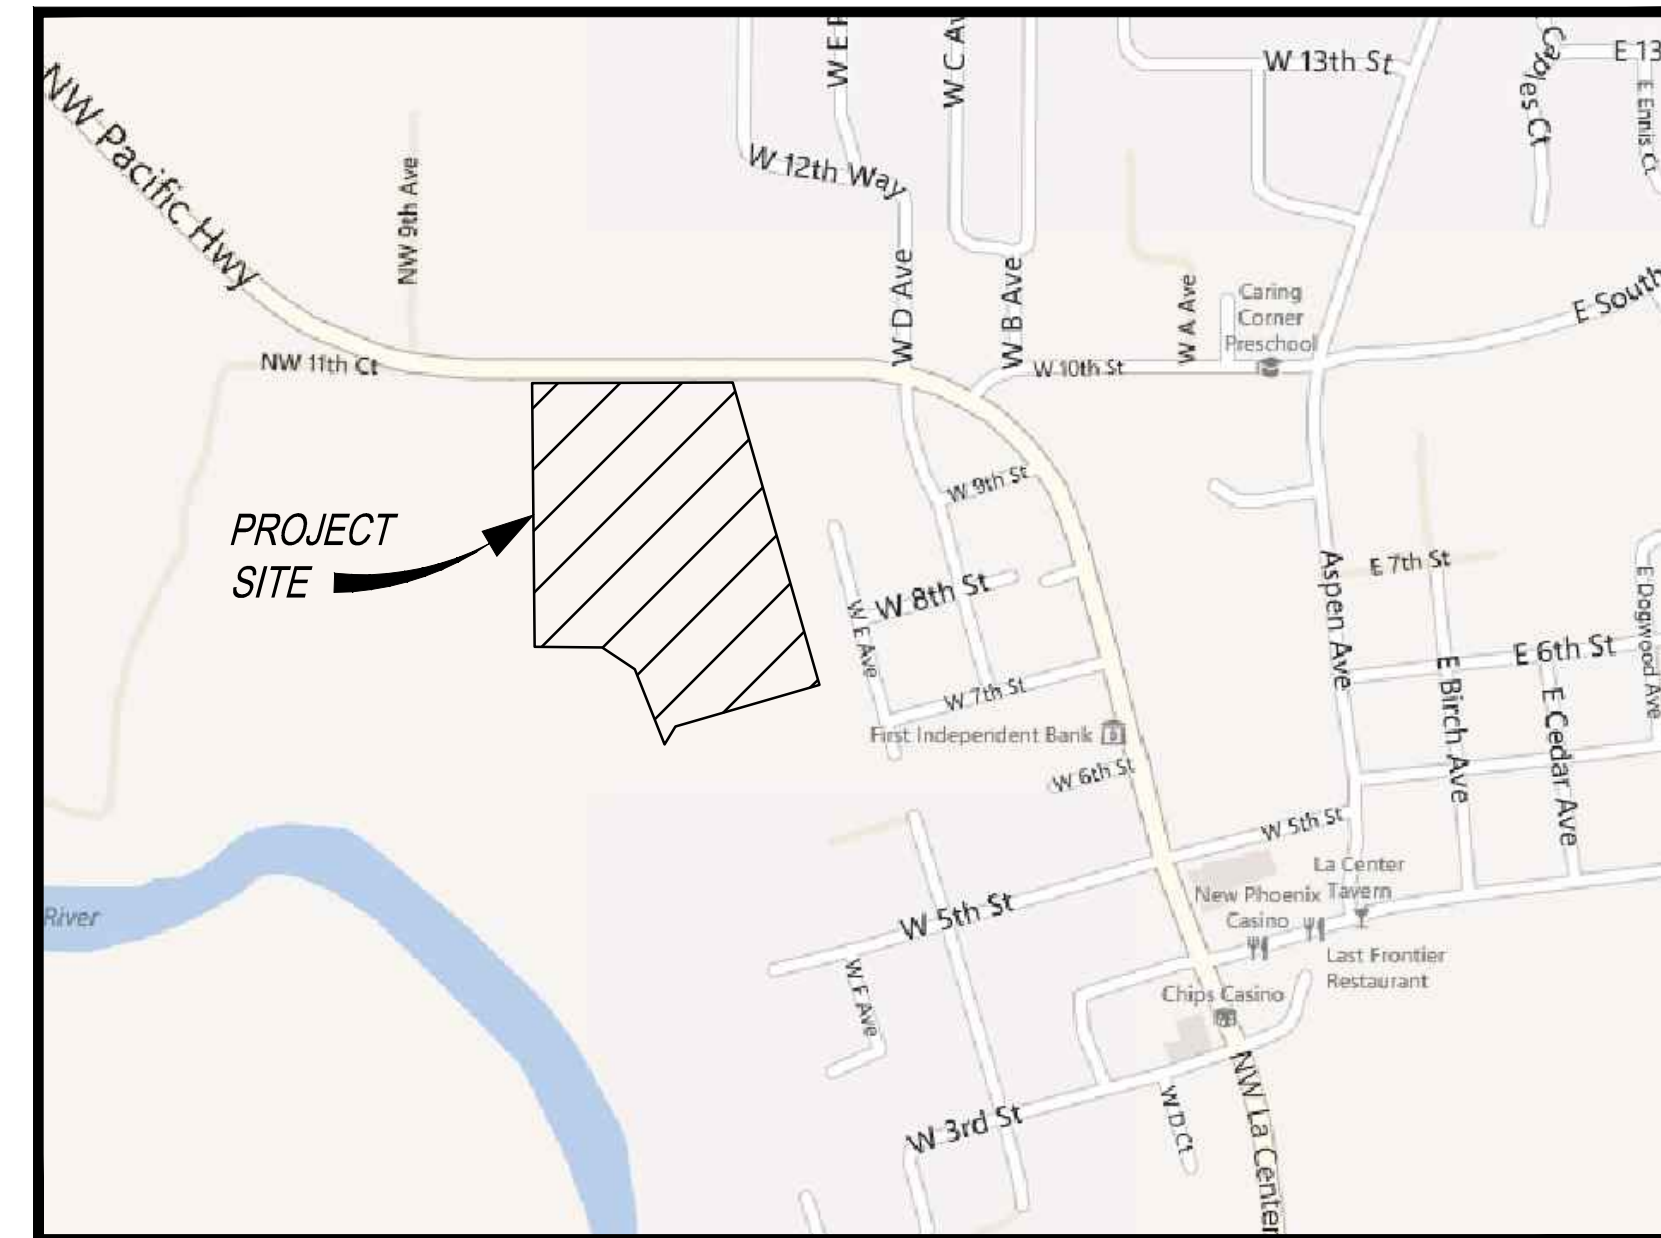 W E
W C Av
W 13th St
Ct
E 13
E Ennis Ct
NW Pacific Hwy
NW 9th Ave
W 12th Way
W D Ave
W B Ave
W A Ave
Caring
Corner
Preschool
E South
NW 11th Ct
W 10th St
W 9th St
PROJECT
SITE
W 8th St
W E Ave
Aspen Ave
E 7th St
E Dogwood Ave
E 6th St
E Birch Ave
E Cedar Ave
W 7th St
First Independent Bank
W 6th St
W 5th St
La Center
Tavern
New Phoenix
Casino
W 5th St
River
Last Frontier
Restaurant
W F Ave
Chips Casino
W 3rd St
W D Ct
NW La Center